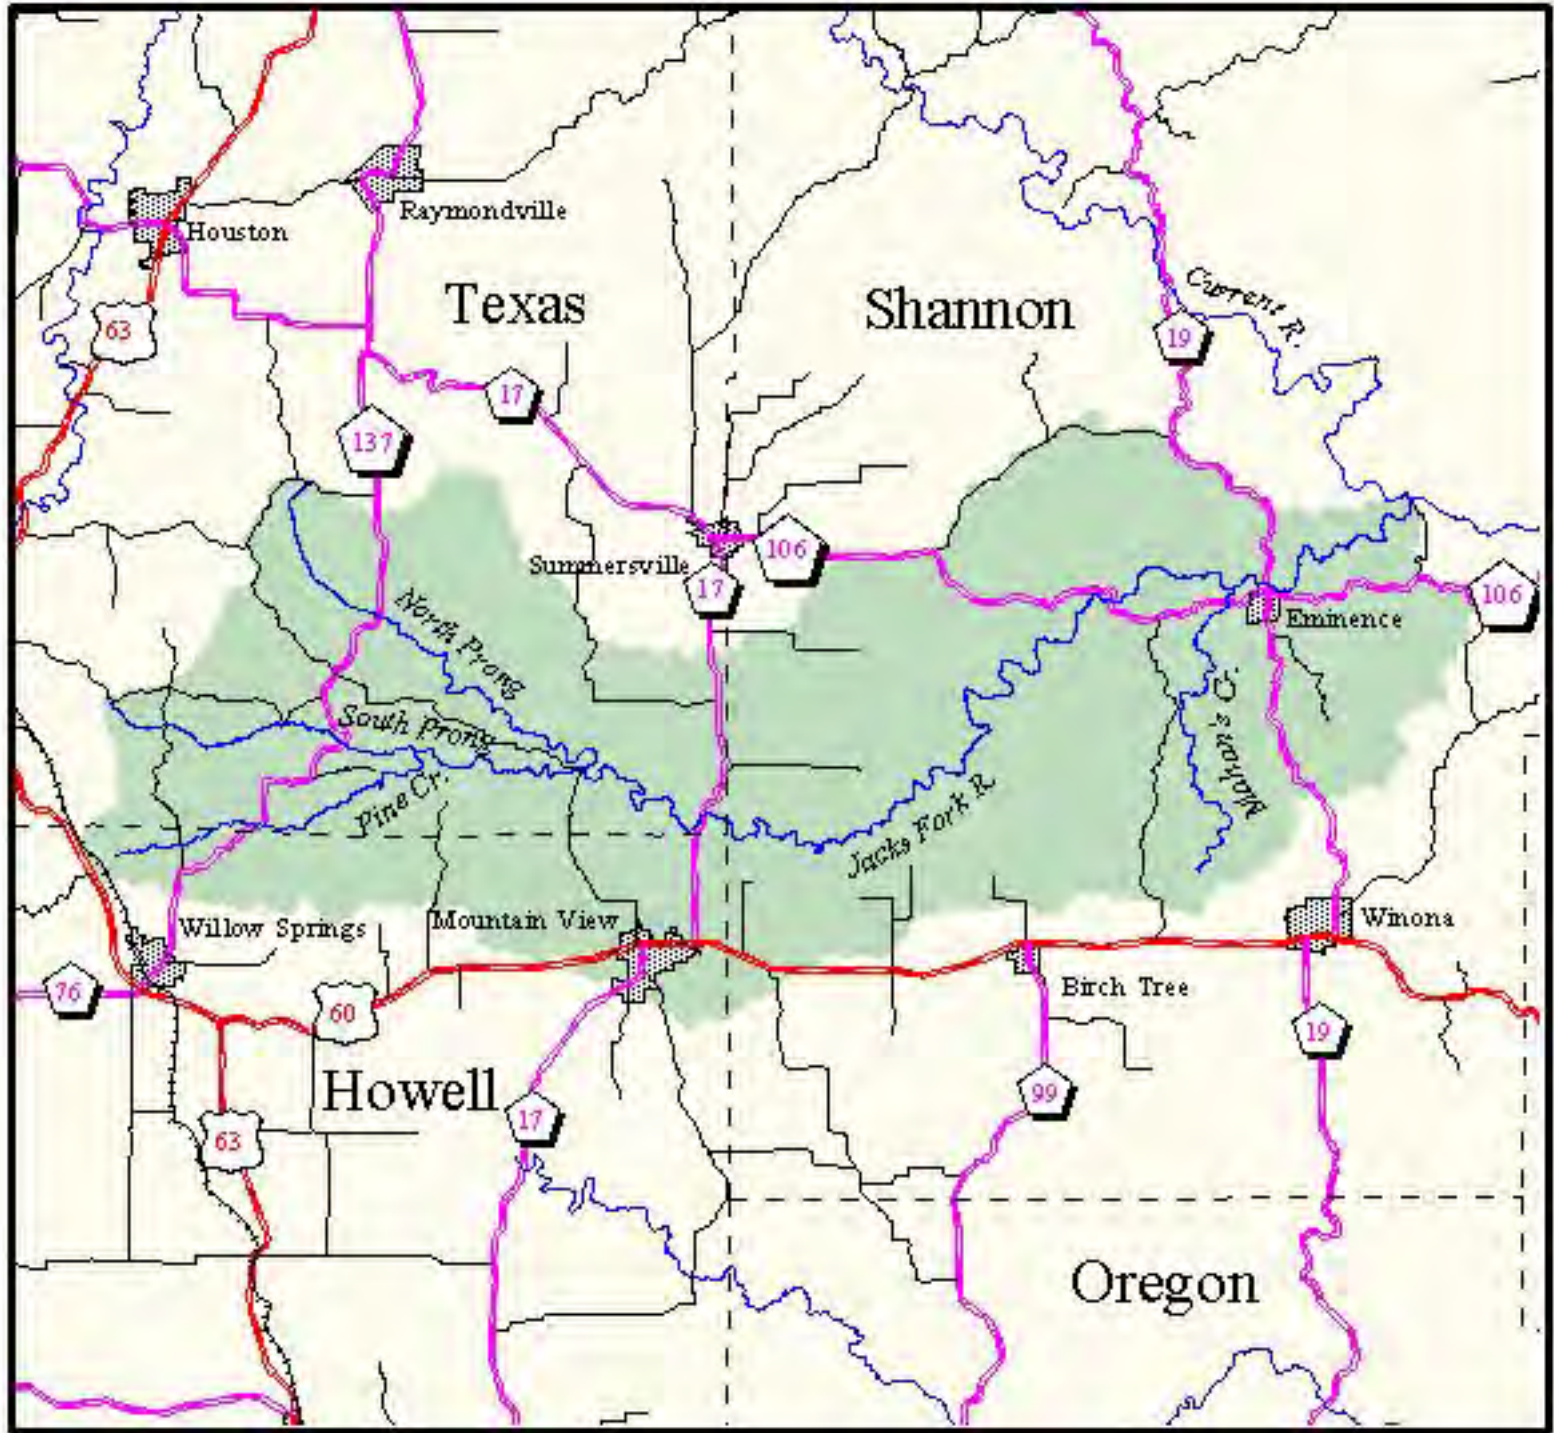 Raymondville
Houston
Texas
Shannon
Current R.
63
19
17
137
106
Summersville
17
106
Eminence
North Prong
South Prong
Mahan's Cr.
Pine Cr.
Jacks Fork R.
Willow Springs
Mountain View
Winona
Birch Tree
76
60
19
Howell
99
17
63
Oregon